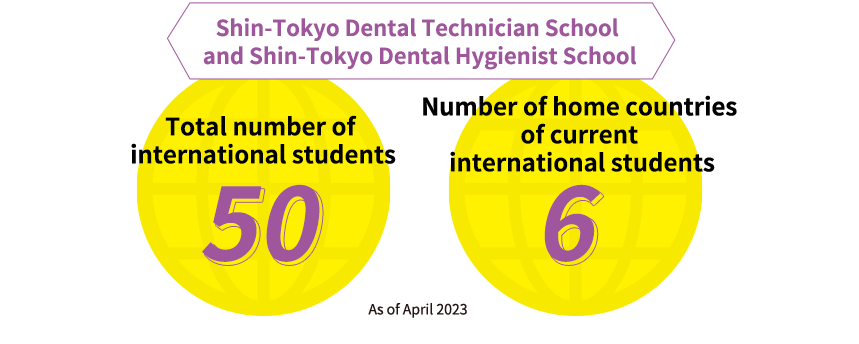 Shin-Tokyo Dental Technician School
and Shin-Tokyo Dental Hygienist School
Total number of
international students
50
Number of home countries
of current
international students
6
As of April 2023